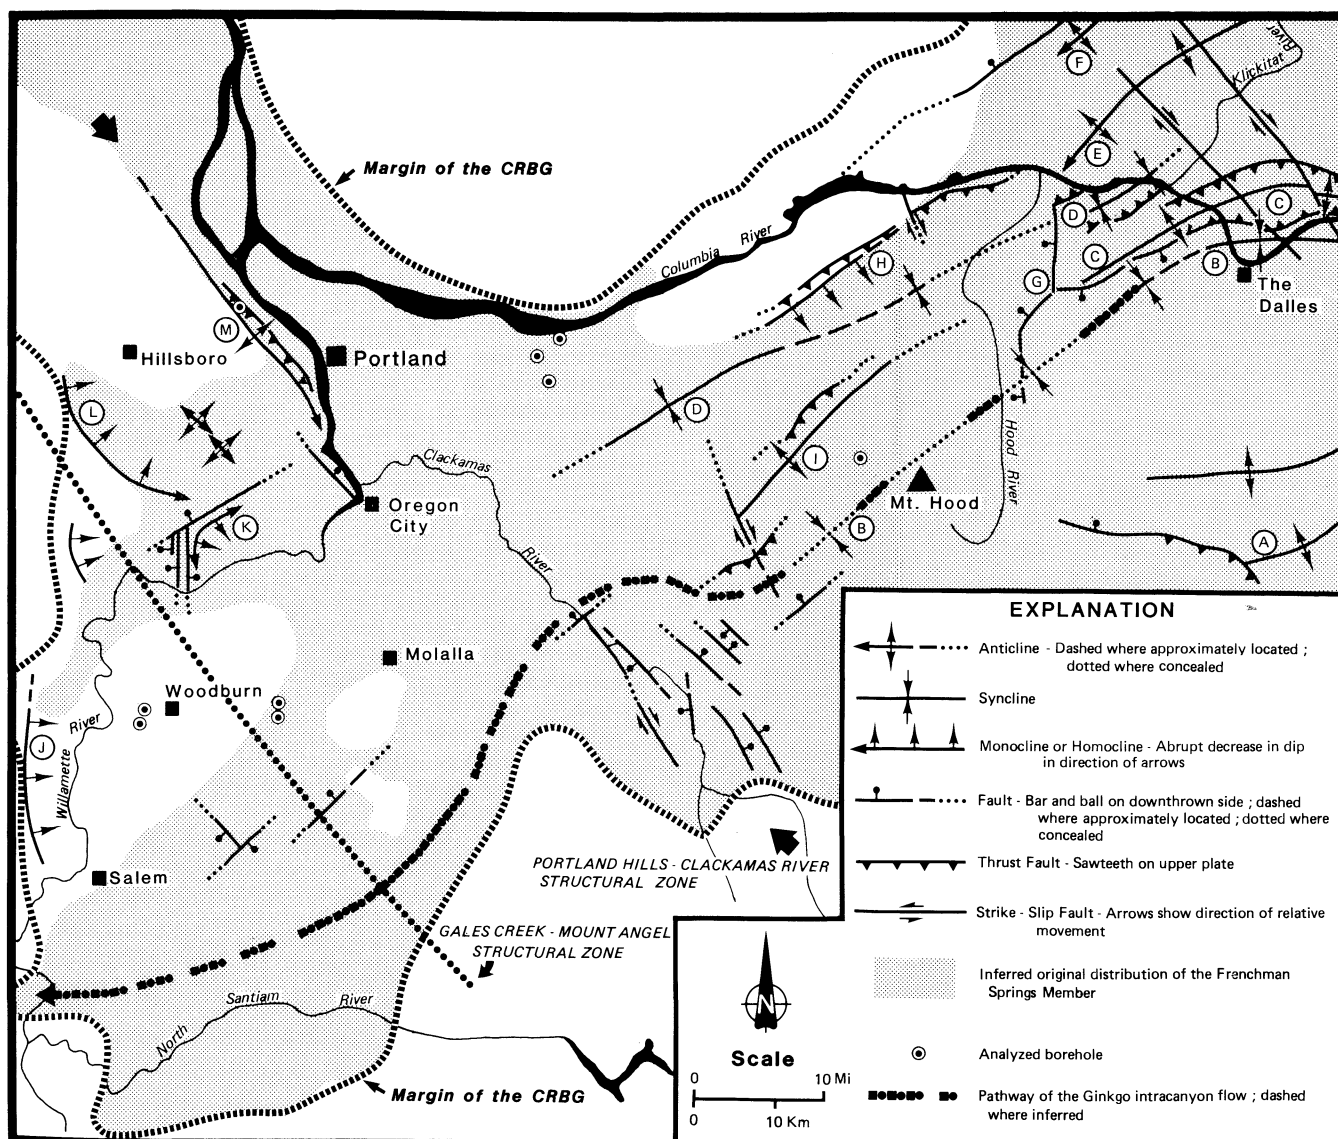 F
River
Klickitat
Margin of the CRBG
E
Columbia River
H
D
C
C
G
B
The
Dalles
M
Hillsboro
Portland
L
D
Clackamas
River
I
Hood River
Mt. Hood
Oregon
City
K
B
A
Molalla
Woodburn
J
Willamette River
Salem
PORTLAND HILLS - CLACKAMAS RIVER
STRUCTURAL ZONE
GALES CREEK - MOUNT ANGEL
STRUCTURAL ZONE
North Santiam River
Margin of the CRBG
EXPLANATION
Anticline - Dashed where approximately located ;
dotted where concealed
Syncline
Monocline or Homocline - Abrupt decrease in dip
in direction of arrows
Fault - Bar and ball on downthrown side ; dashed
where approximately located ; dotted where
concealed
Thrust Fault - Sawteeth on upper plate
Strike - Slip Fault - Arrows show direction of relative
movement
Inferred original distribution of the Frenchman
Springs Member
Analyzed borehole
Pathway of the Ginkgo intracanyon flow ; dashed
where inferred
N
Scale
0 10 Mi
0 10 Km